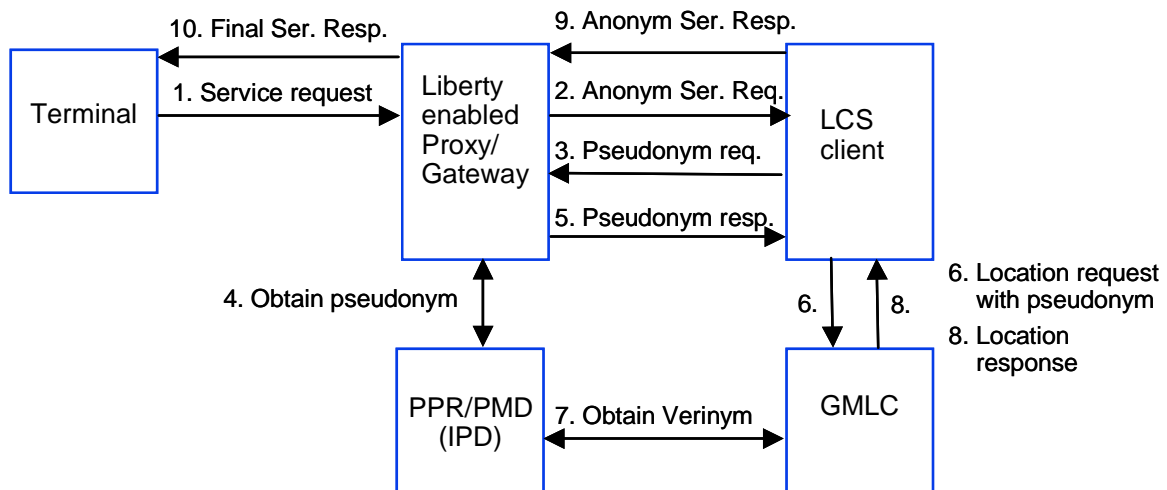 10. Final Ser. Resp.
9. Anonym Ser. Resp.
Terminal
1. Service request
Liberty
enabled
Proxy/
Gateway
2. Anonym Ser. Req.
LCS
client
3. Pseudonym req.
5. Pseudonym resp.
4. Obtain pseudonym
6.
8.
6. Location request
with pseudonym
8. Location
response
PPR/PMD
(IPD)
7. Obtain Verinym
GMLC